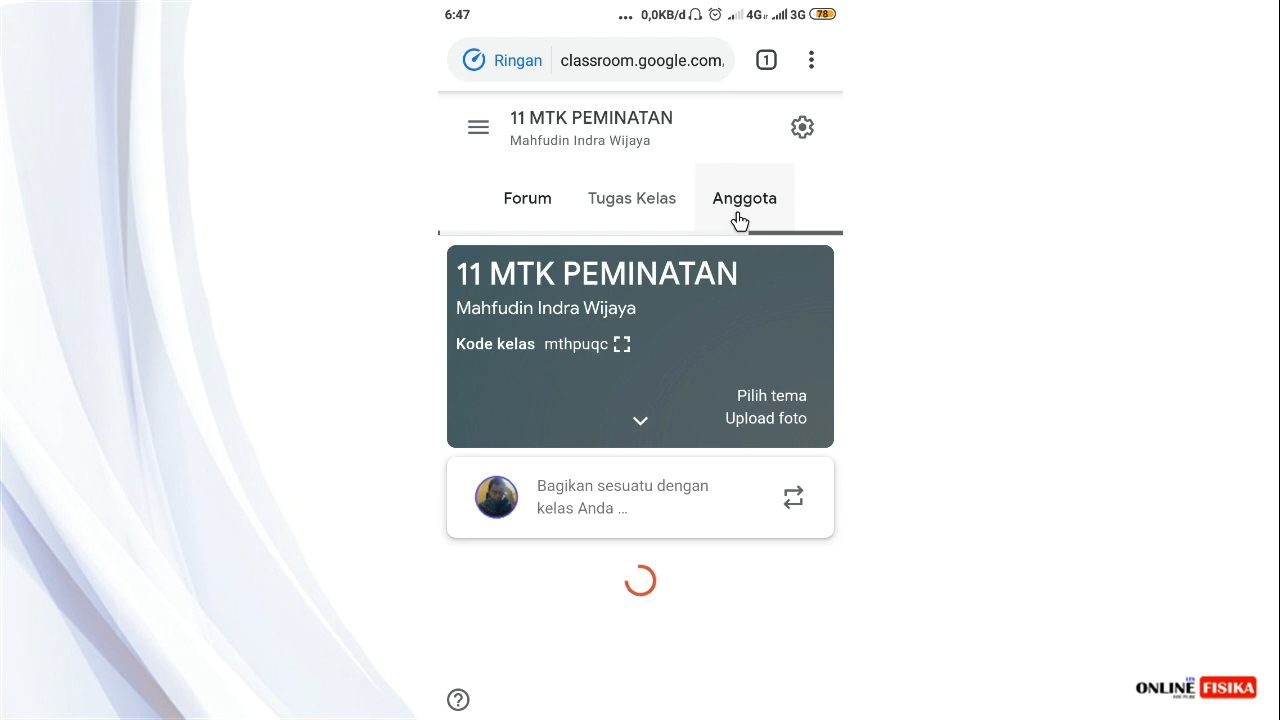 6:47
... 0,0KB/d 4G 3G 78
Ringan classroom.google.com 1
11 MTK PEMINATAN
Mahfudin Indra Wijaya
Forum Tugas Kelas Anggota
11 MTK PEMINATAN
Mahfudin Indra Wijaya
Kode kelas mthpuqc
Pilih tema
Upload foto
Bagikan sesuatu dengan
kelas Anda ...
ONLINE FISIKA